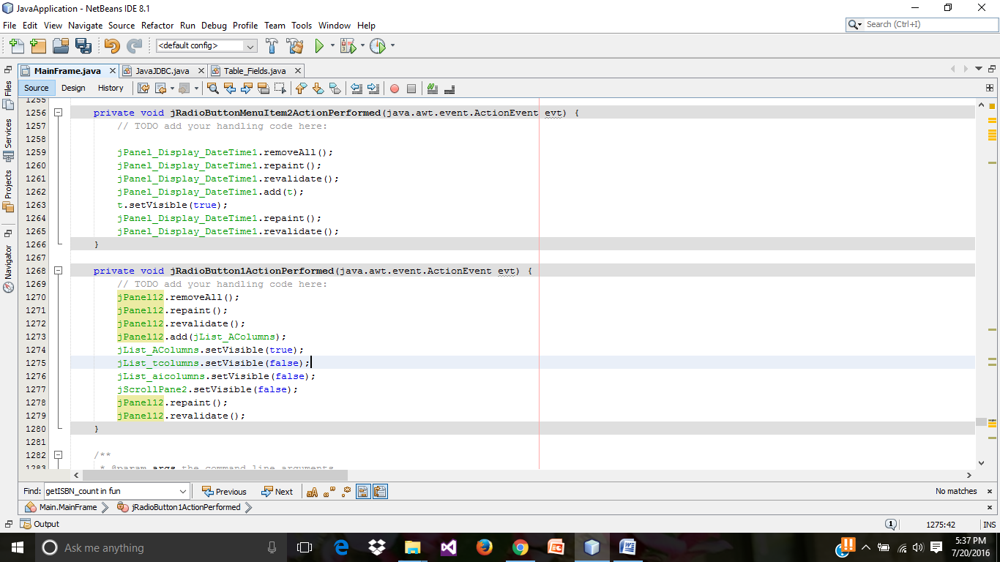 JavaApplication - NetBeans IDE 8.1
File Edit View Navigate Source Refactor Run Debug Profile Team Tools Window Help
Search (Ctrl+I)
<default config>
MainFrame.java JavaJDBC.java Table_Fields.java
Source Design History
Files
Services
Projects
Navigator
1255
1256 private void jRadioButtonMenuItem2ActionPerformed(java.awt.event.ActionEvent evt) {
1257 // TODO add your handling code here:
1258
1259 jPanel_Display_DateTime1.removeAll();
1260 jPanel_Display_DateTime1.repaint();
1261 jPanel_Display_DateTime1.revalidate();
1262 jPanel_Display_DateTime1.add(t);
1263 t.setVisible(true);
1264 jPanel_Display_DateTime1.repaint();
1265 jPanel_Display_DateTime1.revalidate();
1266 }
1267
1268 private void jRadioButton1ActionPerformed(java.awt.event.ActionEvent evt) {
1269 // TODO add your handling code here:
1270 jPanel12.removeAll();
1271 jPanel12.repaint();
1272 jPanel12.revalidate();
1273 jPanel12.add(jList_AColumns);
1274 jList_AColumns.setVisible(true);
1275 jList_tcolumns.setVisible(false);
1276 jList_aicolumns.setVisible(false);
1277 jScrollPane2.setVisible(false);
1278 jPanel12.repaint();
1279 jPanel12.revalidate();
1280 }
1281
1282 /**
1283 * @param args the command line arguments
Find: getISBN_count in fun Previous Next No matches
Main.MainFrame jRadioButton1ActionPerformed
Output 1 1275:42 INS
Ask me anything
5:37 PM
7/20/2016